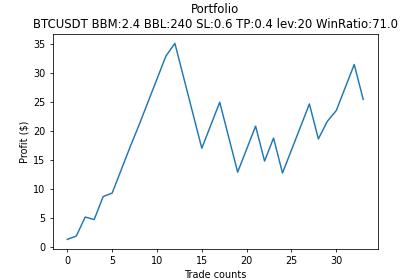 Portfolio
BTCUSDT BBM:2.4 BBL:240 SL:0.6 TP:0.4 lev:20 WinRatio:71.0
35
30
25
20
15
10
5
0
Profit ($)
0 5 10 15 20 25 30
Trade counts